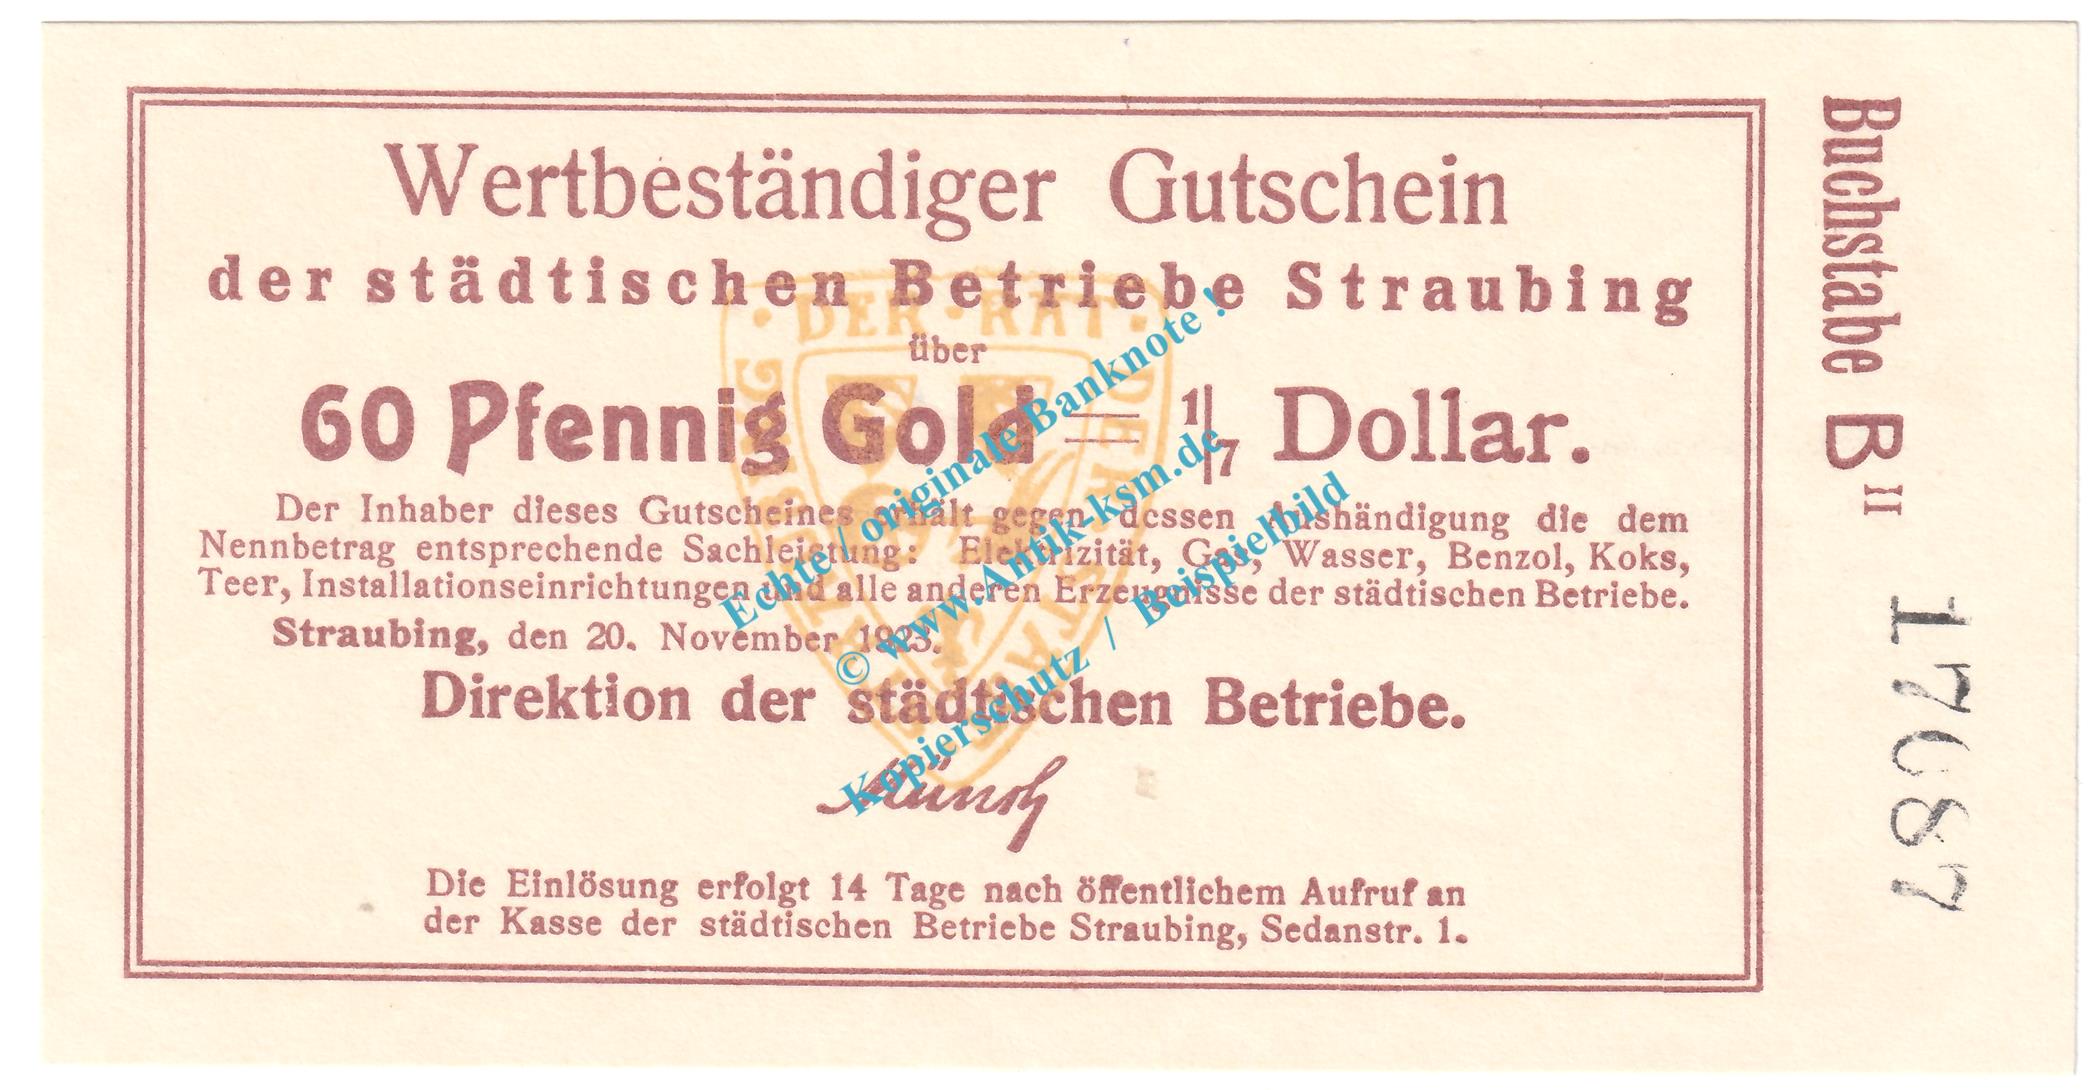 Wertbeständiger Gutschein
der städtischen Betriebe Straubing
über
60 Pfennig Gold = 1/7 Dollar.
Der Inhaber dieses Gutscheines erhält gegen dessen Aushändigung die dem
Nennbetrag entsprechende Sachleistung: Elektrizität, Gas, Wasser, Benzol, Koks,
Teer, Installationseinrichtungen und alle anderen Erzeugnisse der städtischen Betriebe.
Straubing, den 20. November 1923.
Direktion der städtischen Betriebe.
Die Einlösung erfolgt 14 Tage nach öffentlichem Aufruf an
der Kasse der städtischen Betriebe Straubing, Sedanstr. 1.
Buchstabe B II
17087
· DER · RAT · DER STADT STRAUBING
Echte / originale Banknote !
© www.Antik-ksm.de
Kopierschutz / Beispielbild